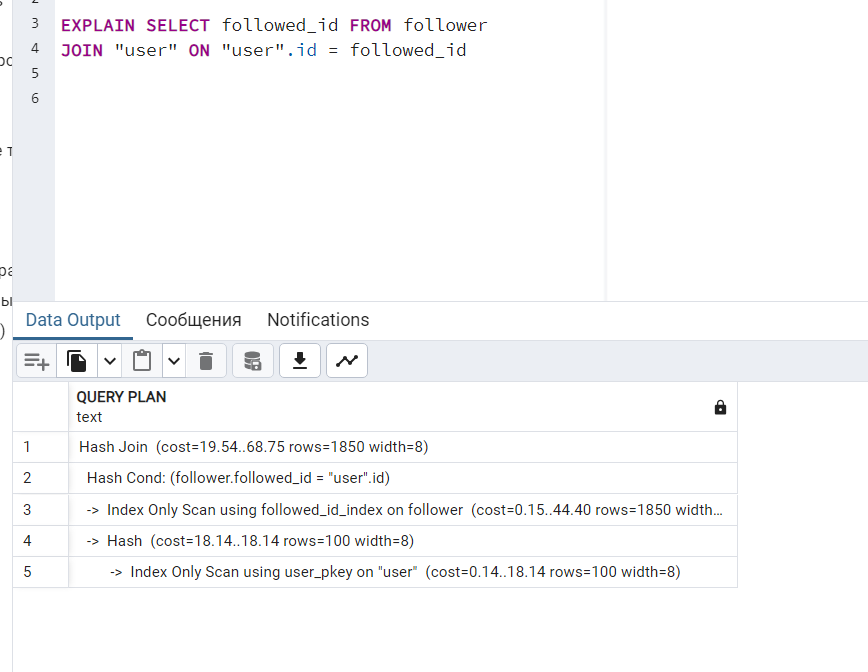 3 EXPLAIN SELECT followed_id FROM follower
4 JOIN "user" ON "user".id = followed_id
5
6
Data Output Сообщения Notifications
QUERY PLAN
text
1 Hash Join (cost=19.54..68.75 rows=1850 width=8)
2 Hash Cond: (follower.followed_id = "user".id)
3 -> Index Only Scan using followed_id_index on follower (cost=0.15..44.40 rows=1850 width...
4 -> Hash (cost=18.14..18.14 rows=100 width=8)
5 -> Index Only Scan using user_pkey on "user" (cost=0.14..18.14 rows=100 width=8)